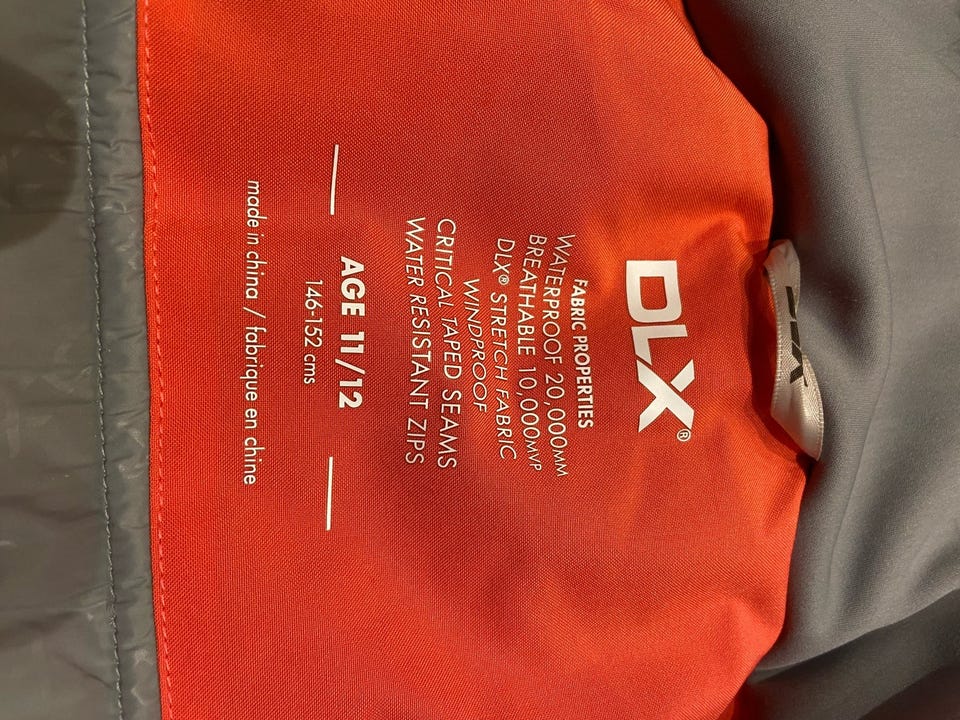 DLX
DLX®
FABRIC PROPERTIES
WATERPROOF 20,000MM
BREATHABLE 10,000MVP
DLX® STRETCH FABRIC
WINDPROOF
CRITICAL TAPED SEAMS
WATER RESISTANT ZIPS
AGE 11/12
146-152 cms
made in china / fabrique en chine